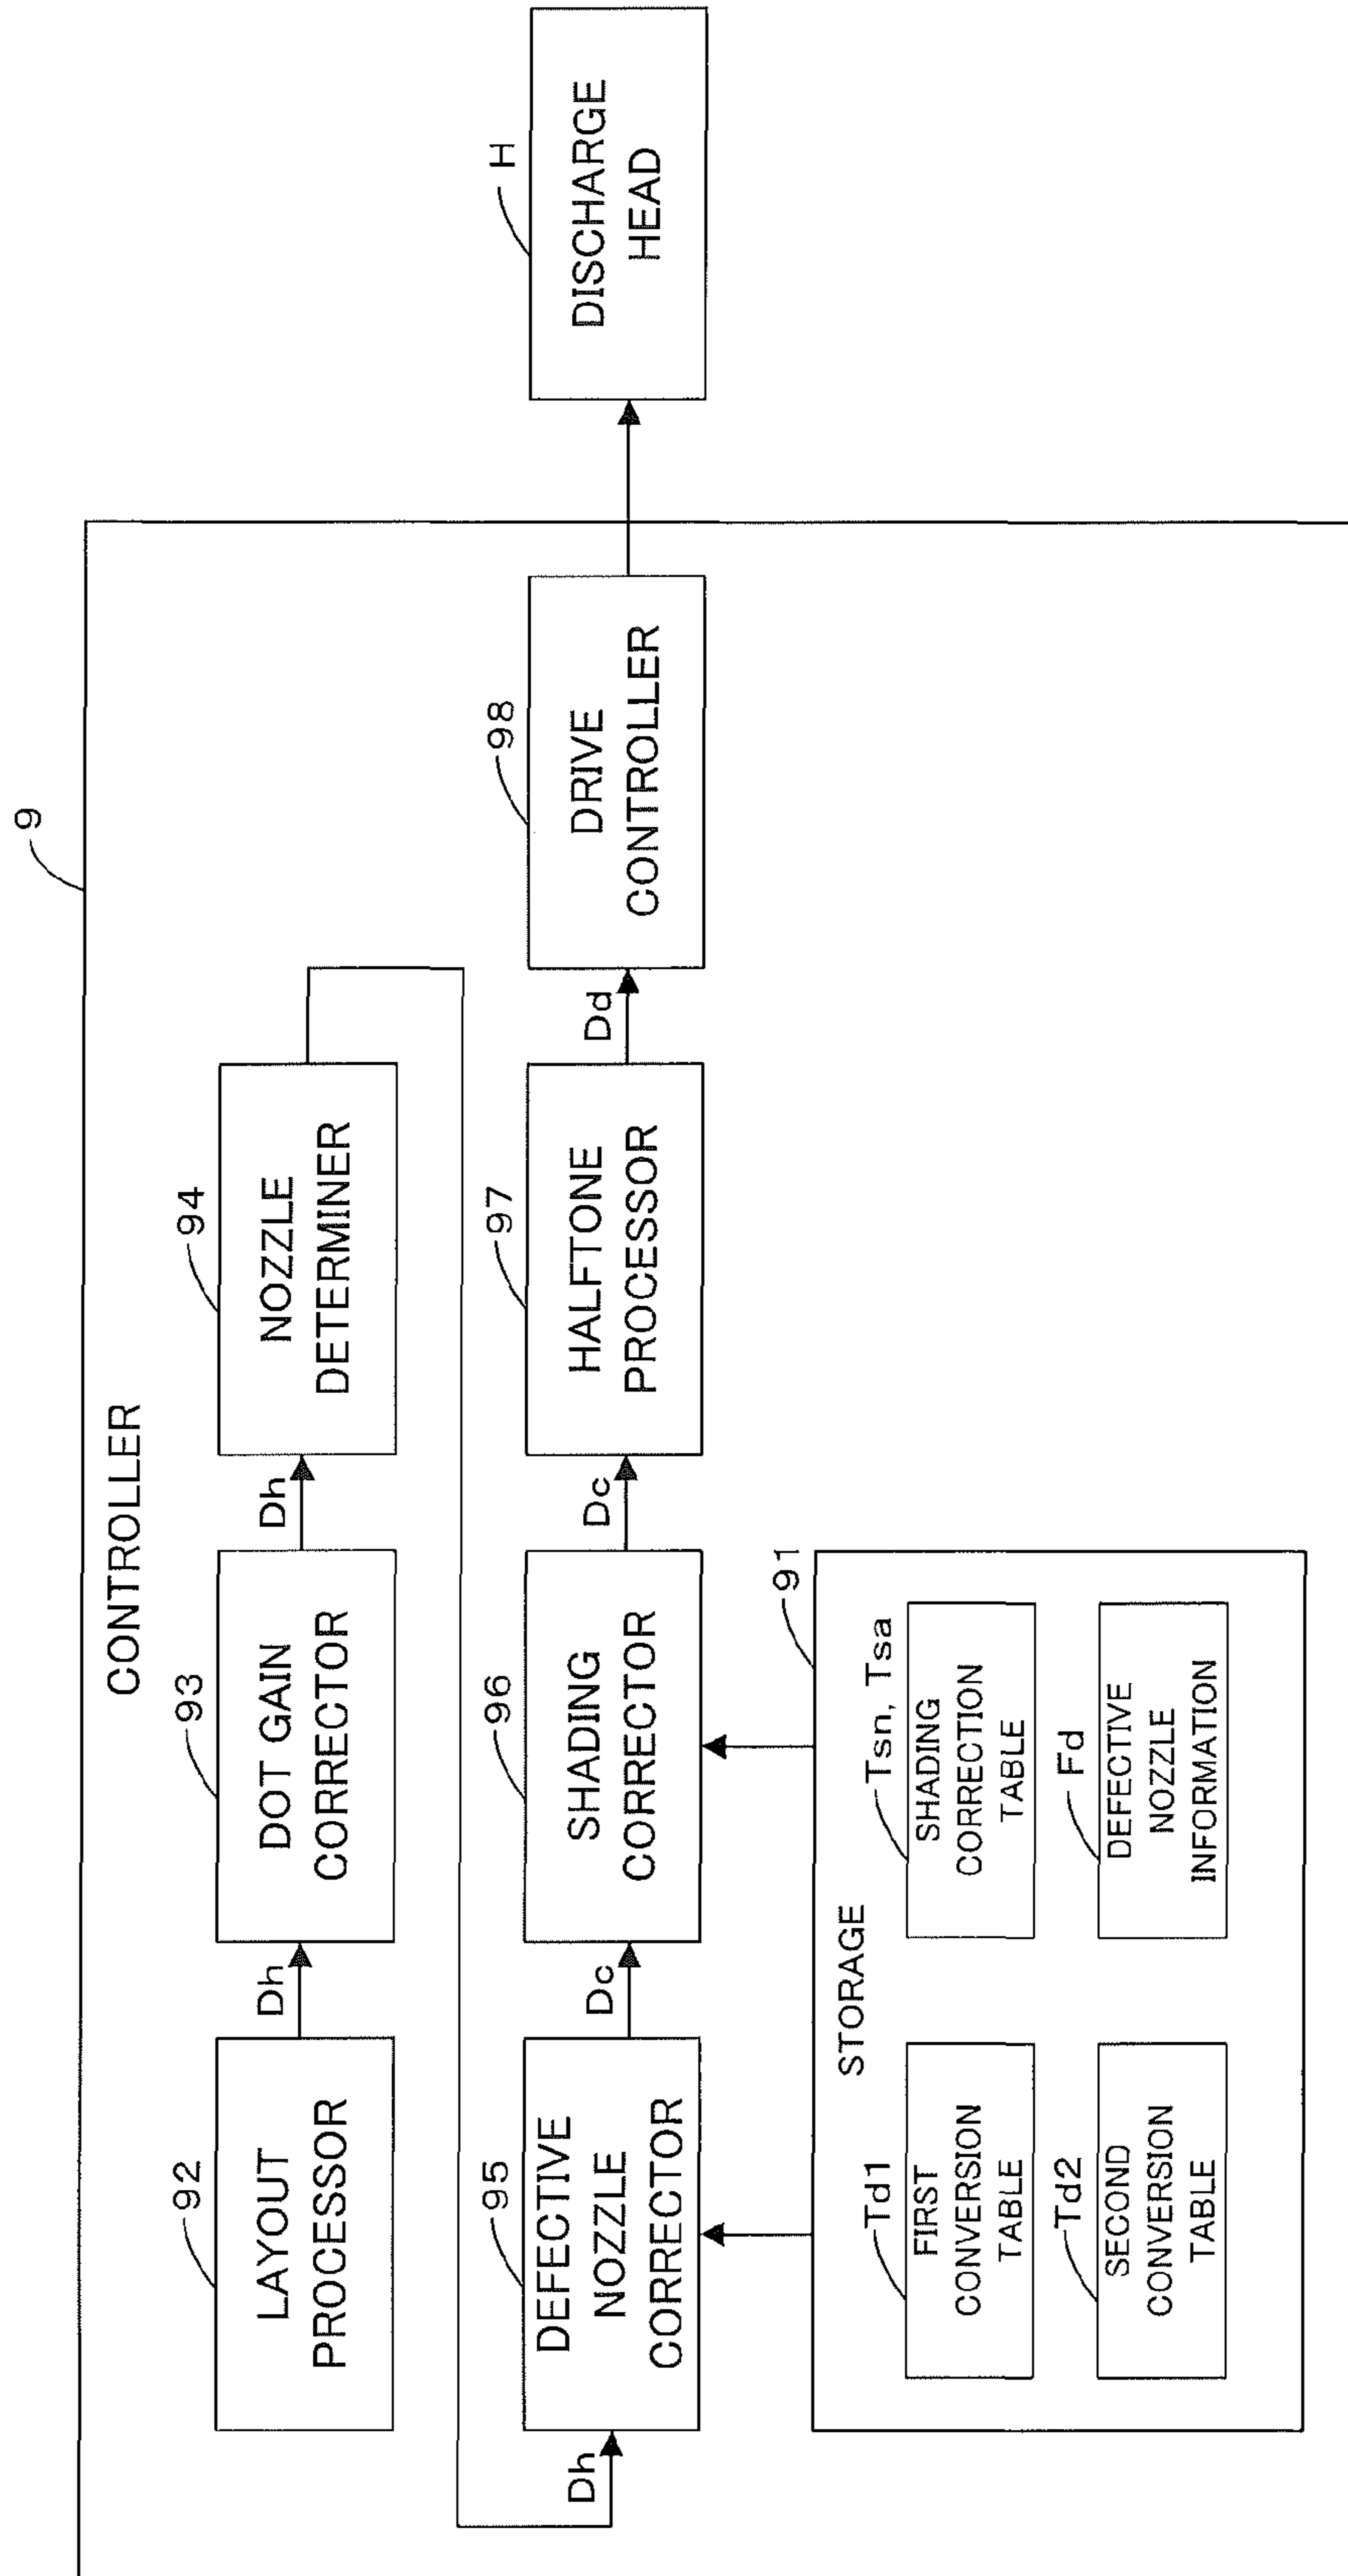 9
CONTROLLER
92
LAYOUT
PROCESSOR
Dh
93
DOT GAIN
CORRECTOR
Dh
94
NOZZLE
DETERMINER
Dh
95
DEFECTIVE
NOZZLE
CORRECTOR
Dc
96
SHADING
CORRECTOR
Dc
97
HALFTONE
PROCESSOR
Dd
98
DRIVE
CONTROLLER
H
DISCHARGE
HEAD
91
STORAGE
Td1
FIRST
CONVERSION
TABLE
Tsn, Tsa
SHADING
CORRECTION
TABLE
Td2
SECOND
CONVERSION
TABLE
Fd
DEFECTIVE
NOZZLE
INFORMATION